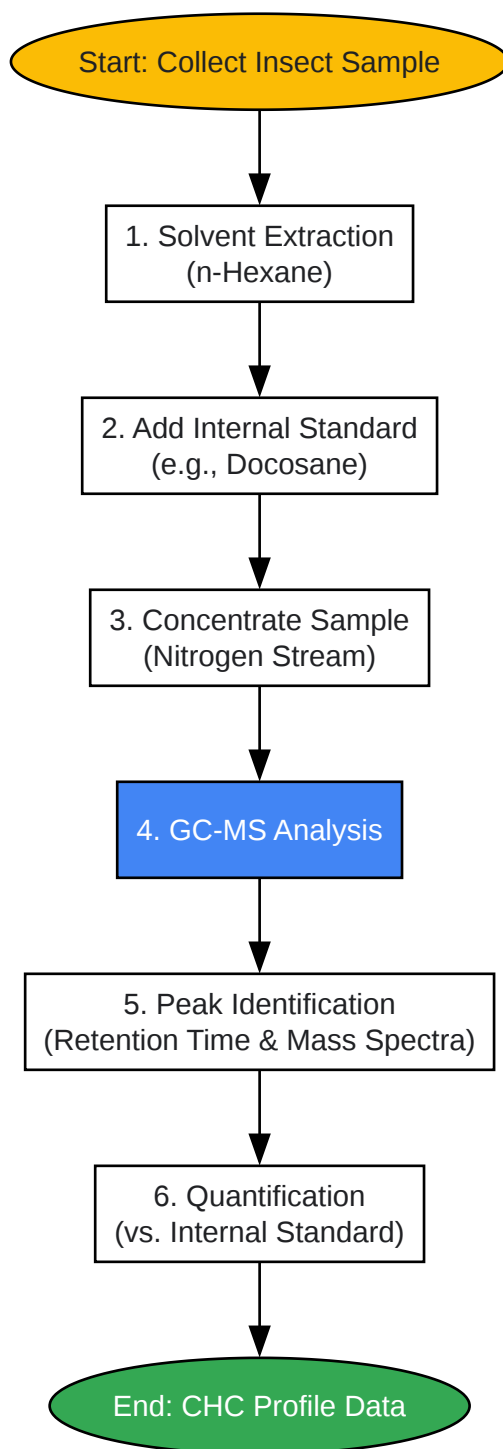 Start: Collect Insect Sample
1. Solvent Extraction
(n-Hexane)
2. Add Internal Standard
(e.g., Docosane)
3. Concentrate Sample
(Nitrogen Stream)
4. GC-MS Analysis
5. Peak Identification
(Retention Time & Mass Spectra)
6. Quantification
(vs. Internal Standard)
End: CHC Profile Data